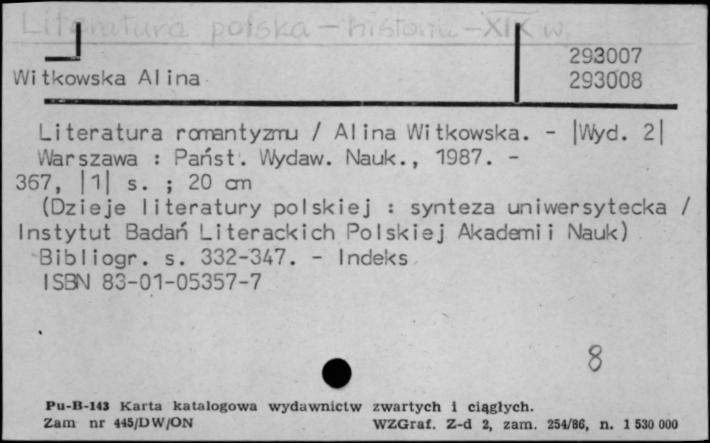 Literatura polska – historia – XIX w.
293007
Witkowska Alina
293008
Literatura romantyzmu / Alina Witkowska. - |Wyd. 2|
Warszawa : Państ. Wydaw. Nauk., 1987. -
367, |1| s. ; 20 cm
(Dzieje literatury polskiej : synteza uniwersytecka /
Instytut Badań Literackich Polskiej Akademii Nauk)
Bibliogr. s. 332-347. - Indeks
ISBN 83-01-05357-7
8
Pu-B-143 Karta katalogowa wydawnictw zwartych i ciągłych.
Zam nr 445/DW/ON WZGraf. Z-d 2, zam. 254/86, n. 1 530 000